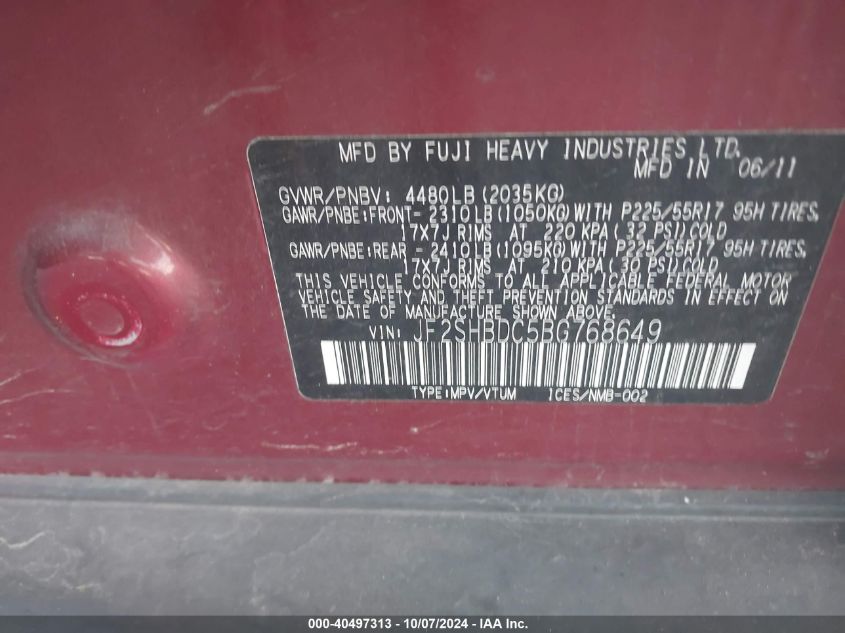 MFD BY FUJI HEAVY INDUSTRIES LTD.
MFD IN 06/11
GVWR/PNBV: 4480LB (2035KG)
GAWR/PNBE:FRONT- 2310LB(1050KG)WITH P225/55R17 95H TIRES,
17X7J RIMS AT 220 KPA( 32 PSI)COLD
GAWR/PNBE:REAR - 2410LB(1095KG)WITH P225/55R17 95H TIRES,
17X7J RIMS AT 210 KPA( 30 PSI)COLD
THIS VEHICLE CONFORMS TO ALL APPLICABLE FEDERAL MOTOR
VEHICLE SAFETY AND THEFT PREVENTION STANDARDS IN EFFECT ON
THE DATE OF MANUFACTURE SHOWN ABOVE.
VIN: JF2SHBDC5BG768649
TYPE:MPV/VTUM ICES/NMB-002
000-40497313 - 10/07/2024 - IAA Inc.